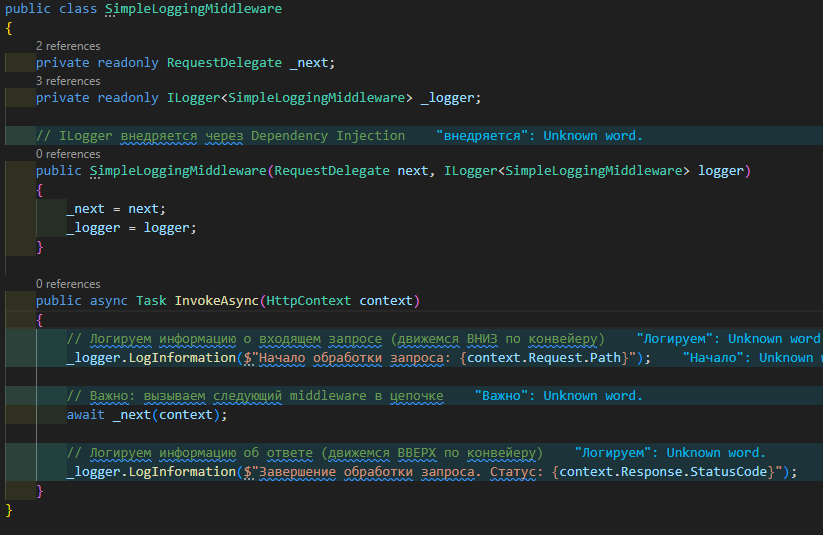 public class SimpleLoggingMiddleware
{
2 references
private readonly RequestDelegate _next;
3 references
private readonly ILogger<SimpleLoggingMiddleware> _logger;
// ILogger внедряется через Dependency Injection "внедряется": Unknown word.
0 references
public SimpleLoggingMiddleware(RequestDelegate next, ILogger<SimpleLoggingMiddleware> logger)
{
_next = next;
_logger = logger;
}
0 references
public async Task InvokeAsync(HttpContext context)
{
// Логируем информацию о входящем запросе (движемся ВНИЗ по конвейеру) "Логируем": Unknown word
_logger.LogInformation($"Начало обработки запроса: {context.Request.Path}"); "Начало": Unknown w
// Важно: вызываем следующий middleware в цепочке "Важно": Unknown word.
await _next(context);
// Логируем информацию об ответе (движемся ВВЕРХ по конвейеру) "Логируем": Unknown word.
_logger.LogInformation($"Завершение обработки запроса. Статус: {context.Response.StatusCode}");
}
}